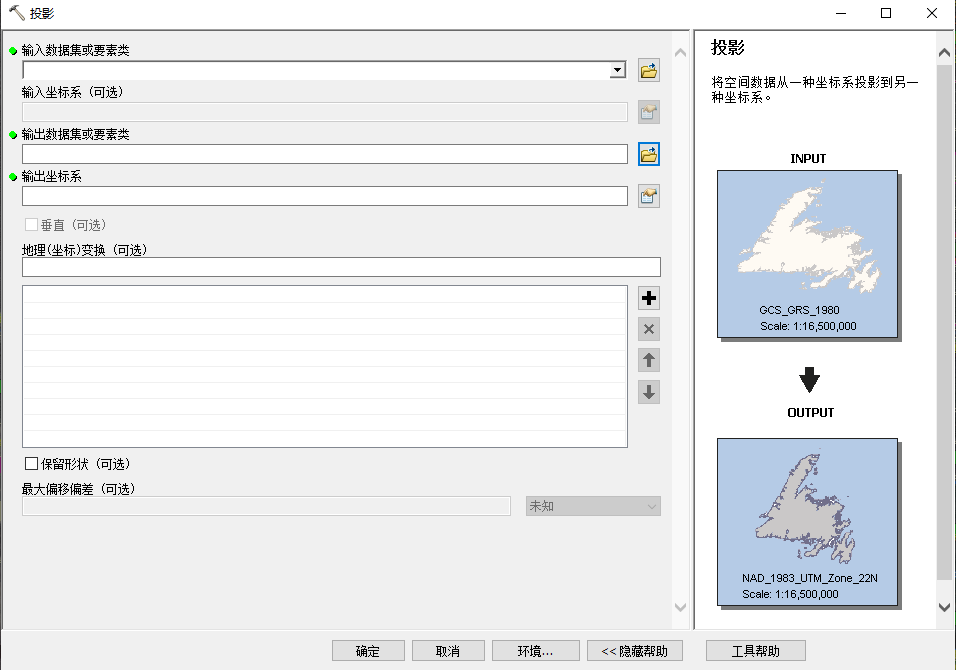 投影
输入数据集或要素类
输入坐标系（可选）
输出数据集或要素类
输出坐标系
垂直（可选）
地理(坐标)变换（可选）
保留形状（可选）
最大偏移偏差（可选）
未知
确定
取消
环境...
<< 隐藏帮助
工具帮助
投影
将空间数据从一种坐标系投影到另一
种坐标系。
INPUT
GCS_GRS_1980
Scale: 1:16,500,000
OUTPUT
NAD_1983_UTM_Zone_22N
Scale: 1:16,500,000